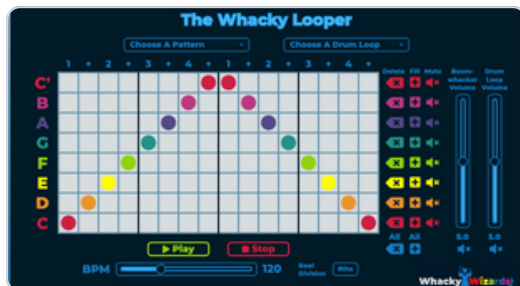 The Whacky Looper
Choose A Pattern
Choose A Drum Loop
1 + 2 + 3 + 4 + 1 + 2 + 3 + 4 +
Delete Fill Mute
Boom-
whacker
Volume
Drum
Loop
Volume
C'
B
A
G
F
E
D
C
All All
5.0 5.0
Play
Stop
BPM
120
Beat
Division
8ths
Whacky Wizards